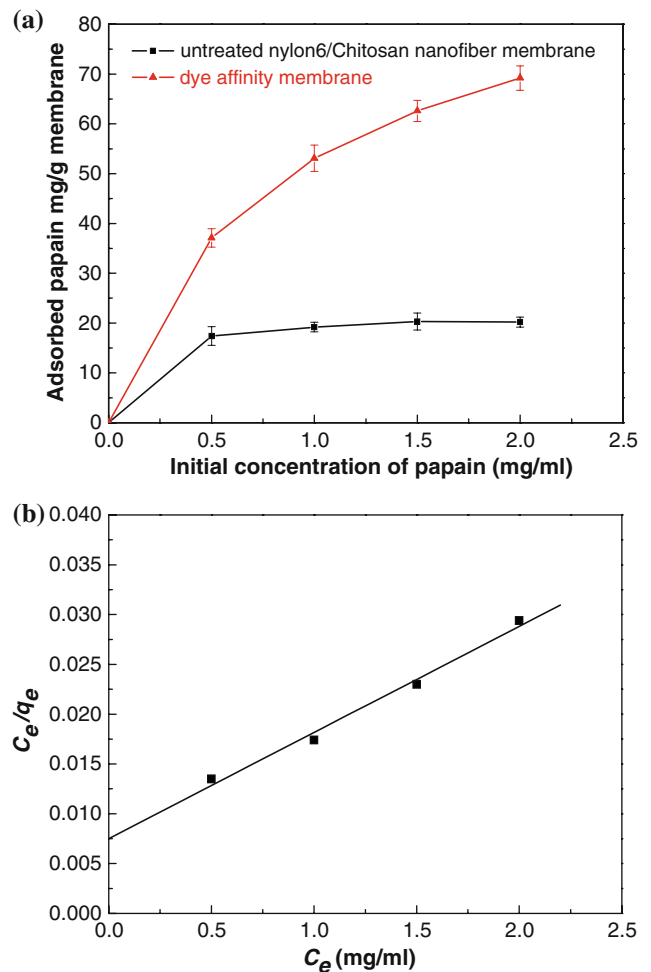 (a)
untreated nylon6/Chitosan nanofiber membrane
dye affinity membrane
Adsorbed papain mg/g membrane
80
70
60
50
40
30
20
10
0
0.0 0.5 1.0 1.5 2.0 2.5
Initial concentration of papain (mg/ml)
(b)
Ce/qe
0.040
0.035
0.030
0.025
0.020
0.015
0.010
0.005
0.000
0.0 0.5 1.0 1.5 2.0 2.5
Ce (mg/ml)